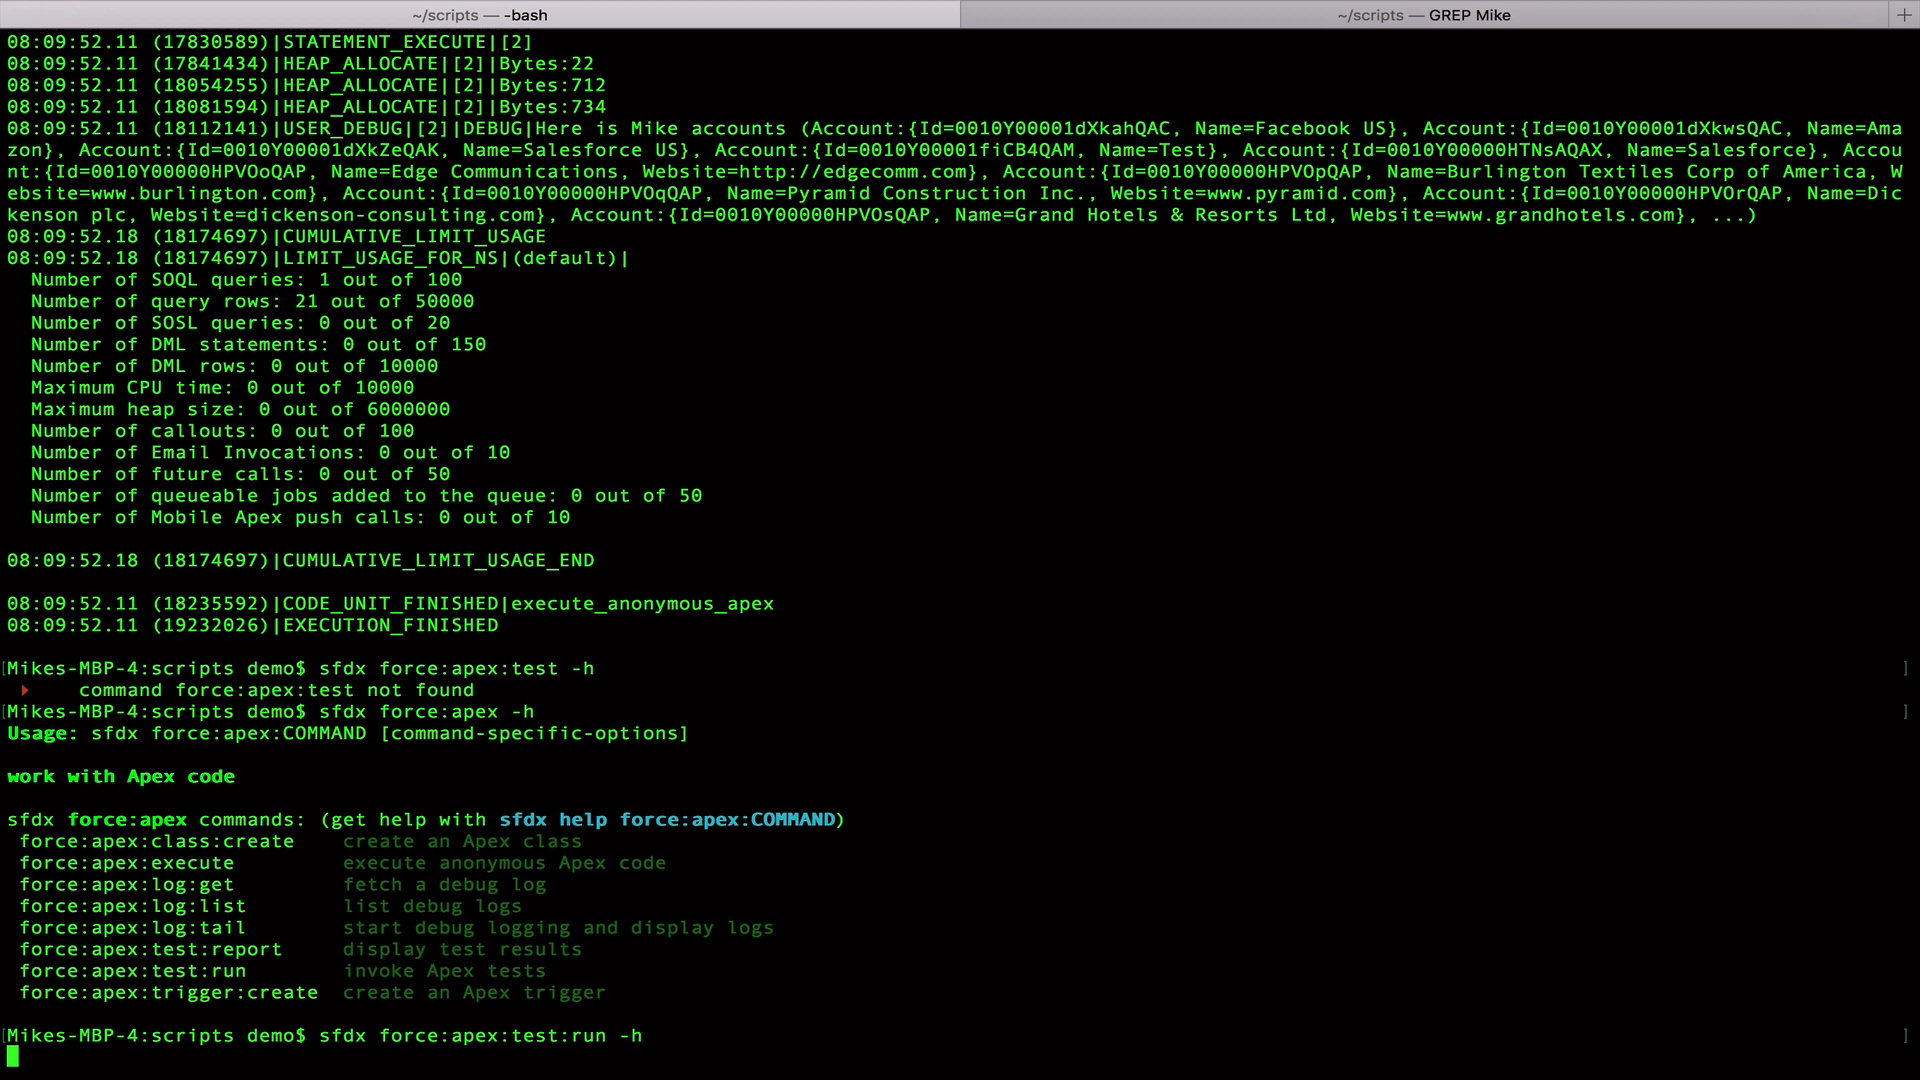 ~/scripts — -bash
~/scripts — GREP Mike
08:09:52.11 (17830589)|STATEMENT_EXECUTE|[2]
08:09:52.11 (17841434)|HEAP_ALLOCATE|[2]|Bytes:22
08:09:52.11 (18054255)|HEAP_ALLOCATE|[2]|Bytes:712
08:09:52.11 (18081594)|HEAP_ALLOCATE|[2]|Bytes:734
08:09:52.11 (18112141)|USER_DEBUG|[2]|DEBUG|Here is Mike accounts (Account:{Id=0010Y00001dXkahQAC, Name=Facebook US}, Account:{Id=0010Y00001dXkwsQAC, Name=Ama
zon}, Account:{Id=0010Y00001dXkZeQAK, Name=Salesforce US}, Account:{Id=0010Y00001fiCB4QAM, Name=Test}, Account:{Id=0010Y00000HTNsAQAX, Name=Salesforce}, Accou
nt:{Id=0010Y00000HPVOoQAP, Name=Edge Communications, Website=http://edgecomm.com}, Account:{Id=0010Y00000HPVOpQAP, Name=Burlington Textiles Corp of America, W
ebsite=www.burlington.com}, Account:{Id=0010Y00000HPVOqQAP, Name=Pyramid Construction Inc., Website=www.pyramid.com}, Account:{Id=0010Y00000HPVOrQAP, Name=Dic
kenson plc, Website=dickenson-consulting.com}, Account:{Id=0010Y00000HPVOsQAP, Name=Grand Hotels & Resorts Ltd, Website=www.grandhotels.com}, ...)
08:09:52.18 (18174697)|CUMULATIVE_LIMIT_USAGE
08:09:52.18 (18174697)|LIMIT_USAGE_FOR_NS|(default)|
  Number of SOQL queries: 1 out of 100
  Number of query rows: 21 out of 50000
  Number of SOSL queries: 0 out of 20
  Number of DML statements: 0 out of 150
  Number of DML rows: 0 out of 10000
  Maximum CPU time: 0 out of 10000
  Maximum heap size: 0 out of 6000000
  Number of callouts: 0 out of 100
  Number of Email Invocations: 0 out of 10
  Number of future calls: 0 out of 50
  Number of queueable jobs added to the queue: 0 out of 50
  Number of Mobile Apex push calls: 0 out of 10
08:09:52.18 (18174697)|CUMULATIVE_LIMIT_USAGE_END
08:09:52.11 (18235592)|CODE_UNIT_FINISHED|execute_anonymous_apex
08:09:52.11 (19232026)|EXECUTION_FINISHED
[Mikes-MBP-4:scripts demo$ sfdx force:apex:test -h ]
▸ command force:apex:test not found
[Mikes-MBP-4:scripts demo$ sfdx force:apex -h ]
Usage: sfdx force:apex:COMMAND [command-specific-options]
work with Apex code
sfdx force:apex commands: (get help with sfdx help force:apex:COMMAND)
force:apex:class:create create an Apex class
force:apex:execute execute anonymous Apex code
force:apex:log:get fetch a debug log
force:apex:log:list list debug logs
force:apex:log:tail start debug logging and display logs
force:apex:test:report display test results
force:apex:test:run invoke Apex tests
force:apex:trigger:create create an Apex trigger
[Mikes-MBP-4:scripts demo$ sfdx force:apex:test:run -h ]